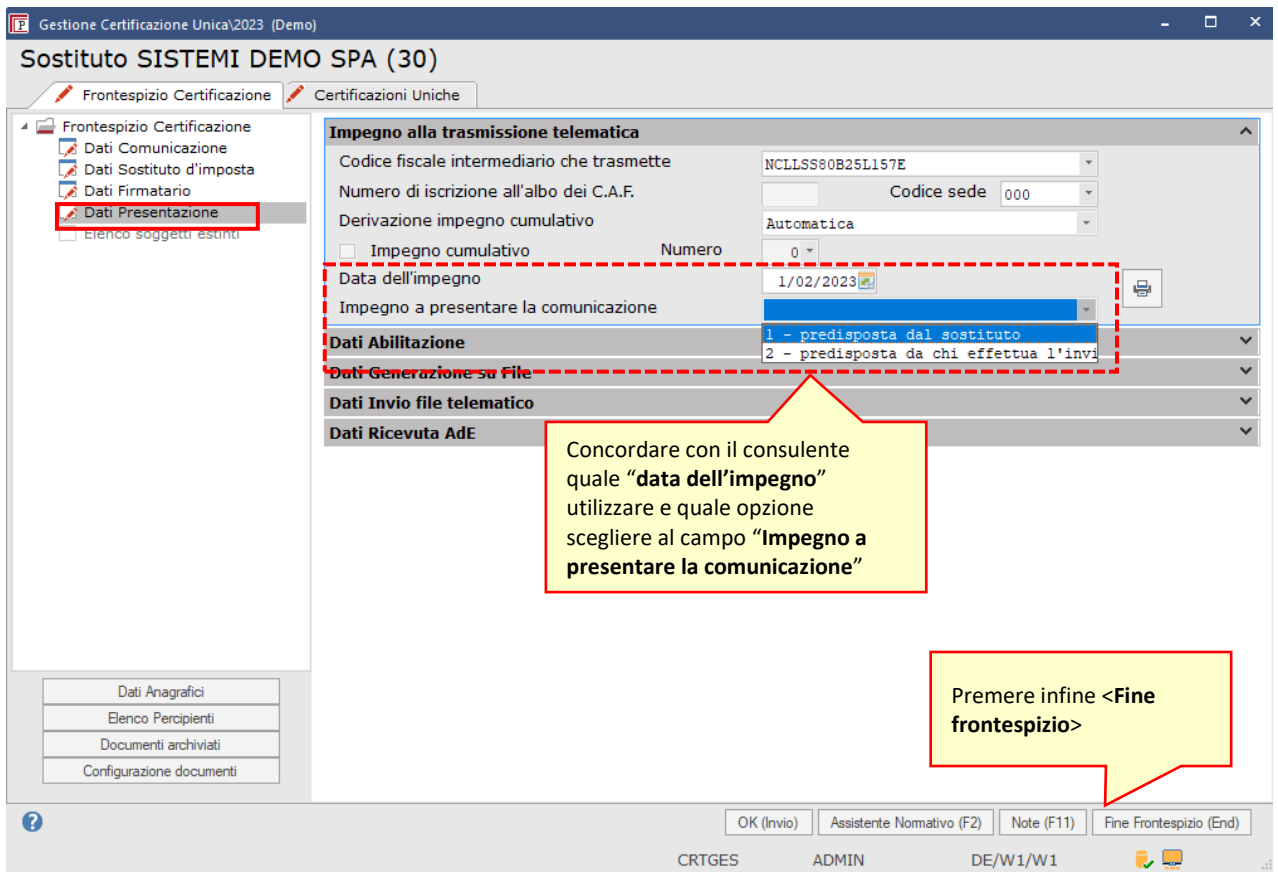 Gestione Certificazione Unica\2023 (Demo)
Sostituto SISTEMI DEMO SPA (30)
Frontespizio Certificazione
Certificazioni Uniche
Frontespizio Certificazione
Dati Comunicazione
Dati Sostituto d'imposta
Dati Firmatario
Dati Presentazione
Elenco soggetti estinti
Impegno alla trasmissione telematica
Codice fiscale intermediario che trasmette NCLLSS80B25L157E
Numero di iscrizione all'albo dei C.A.F. Codice sede 000
Derivazione impegno cumulativo Automatica
Impegno cumulativo Numero 0
Data dell'impegno 1/02/2023
Impegno a presentare la comunicazione
1 - predisposta dal sostituto
2 - predisposta da chi effettua l'invi
Dati Abilitazione
Dati Generazione su File
Dati Invio file telematico
Dati Ricevuta AdE
Concordare con il consulente
quale “data dell’impegno”
utilizzare e quale opzione
scegliere al campo “Impegno a
presentare la comunicazione”
Premere infine <Fine
frontespizio>
Dati Anagrafici
Elenco Percipienti
Documenti archiviati
Configurazione documenti
OK (Invio) Assistente Normativo (F2) Note (F11) Fine Frontespizio (End)
CRTGES ADMIN DE/W1/W1